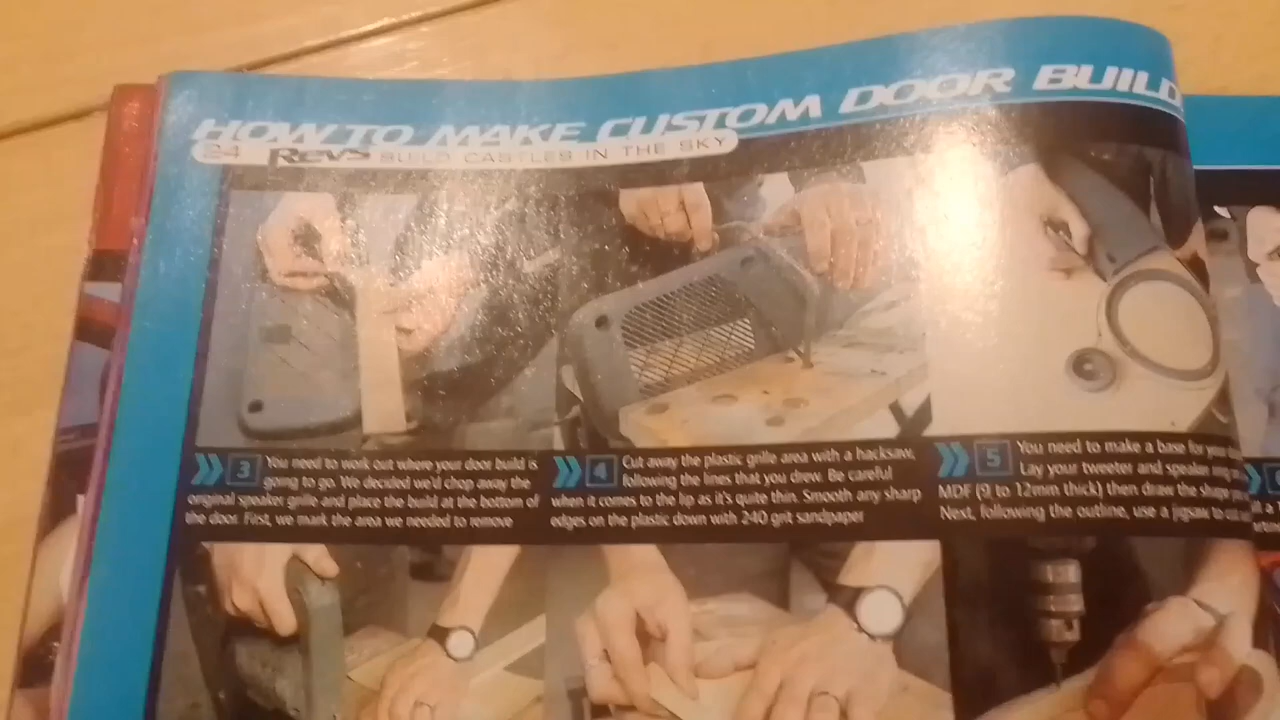 HOW TO MAKE CUSTOM DOOR BUILD
84 Revs BUILD CASTLES IN THE SKY
3 You need to work out where your door build is
going to go. We decided we'd chop away the
original speaker grille and place the build at the bottom of
the door. First, we mark the area we needed to remove
4 Cut away the plastic grille area with a hacksaw,
following the lines that you drew. Be careful
when it comes to the lip as it's quite thin. Smooth any sharp
edges on the plastic down with 240 grit sandpaper
5 You need to make a base for
Lay your tweeter and speaker
MDF (9 to 12mm thick) then draw the shape
Next, following the outline, use a jigsaw to